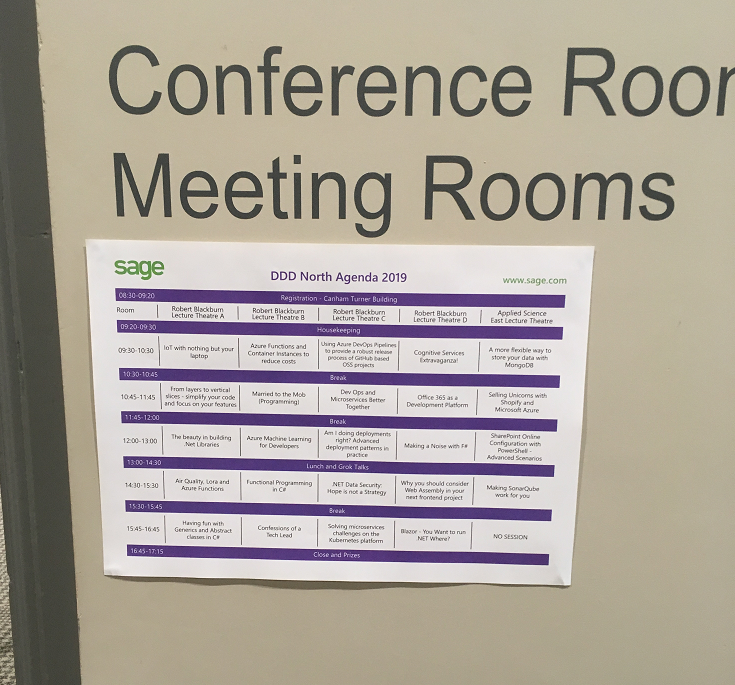 Conference Roo
Meeting Rooms
sage
DDD North Agenda 2019
www.sage.com
08:30-09:20
Registration - Canham Turner Building
Room
Robert Blackburn
Lecture Theatre A
Robert Blackburn
Lecture Theatre B
Robert Blackburn
Lecture Theatre C
Robert Blackburn
Lecture Theatre D
Applied Science
East Lecture Theatre
09:20-09:30
Housekeeping
09:30-10:30
IoT with nothing but your
laptop
Azure Functions and
Container Instances to
reduce costs
Using Azure DevOps Pipelines
to provide a robust release
process of GitHub based
OSS projects
Cognitive Services
Extravaganza!
A more flexible way to
store your data with
MongoDB
10:30-10:45
Break
10:45-11:45
From layers to vertical
slices - simplify your code
and focus on your features
Married to the Mob
(Programming)
Dev Ops and
Microservices Better
Together
Office 365 as a
Development Platform
Selling Unicorns with
Shopify and
Microsoft Azure
11:45-12:00
Break
12:00-13:00
The beauty in building
.Net Libraries
Azure Machine Learning
for Developers
Am I doing deployments
right? Advanced
deployment patterns in
practice
Making a Noise with F#
SharePoint Online
Configuration with
PowerShell -
Advanced Scenarios
13:00-14:30
Lunch and Grok Talks
14:30-15:30
Air Quality, Lora and
Azure Functions
Functional Programming
in C#
.NET Data Security:
Hope is not a Strategy
Why you should consider
Web Assembly in your
next frontend project
Making SonarQube
work for you
15:30-15:45
Break
15:45-16:45
Having fun with
Generics and Abstract
classes in C#
Confessions of a
Tech Lead
Solving microservices
challenges on the
Kubernetes platform
Blazor - You Want to run
.NET Where?
NO SESSION
16:45-17:15
Close and Prizes